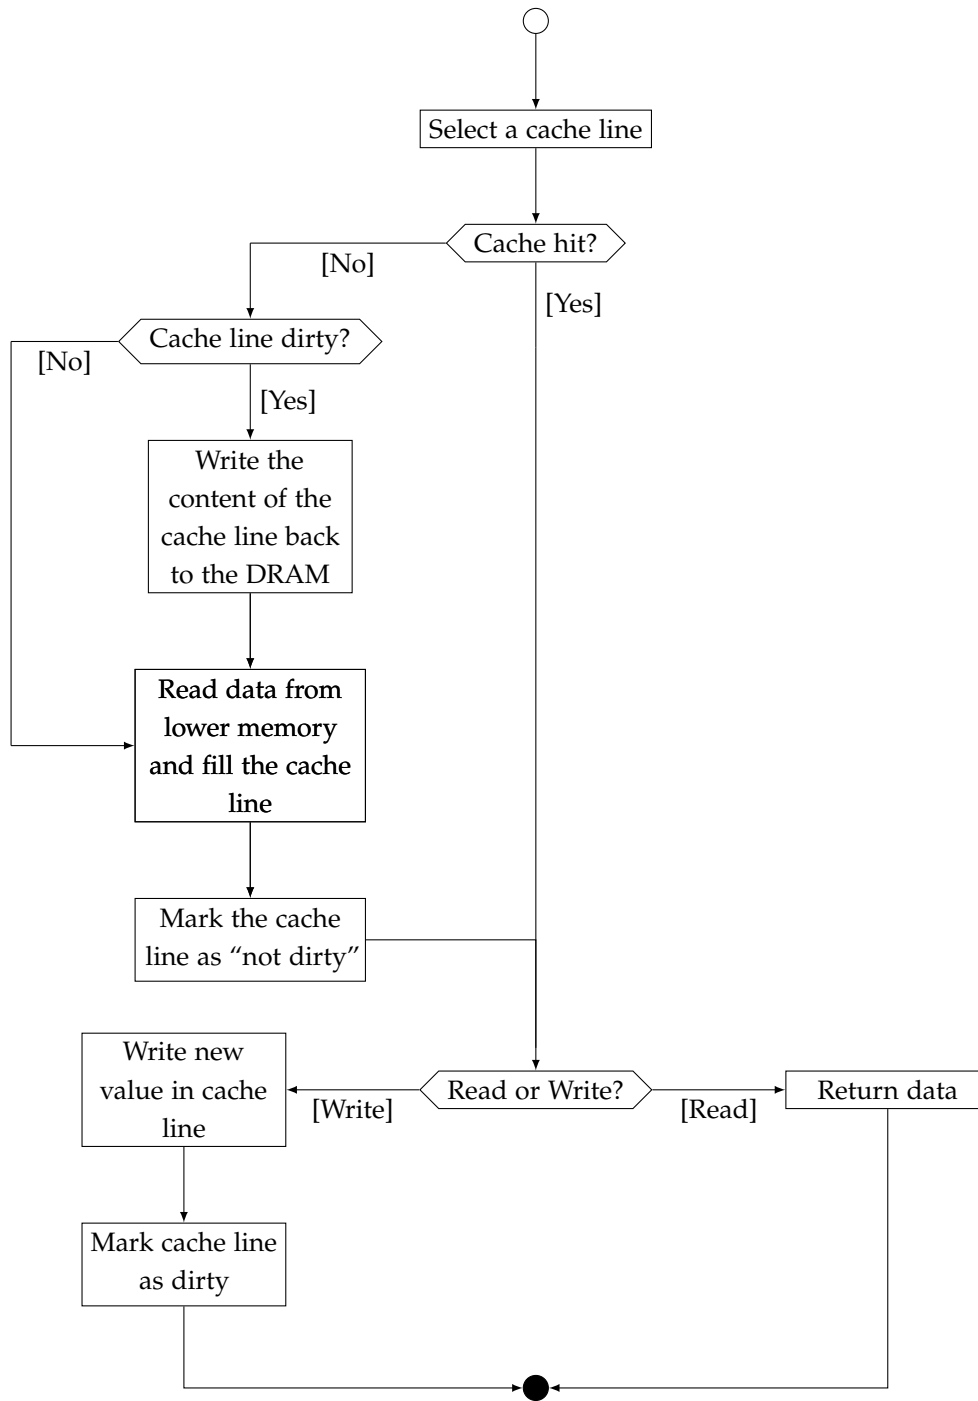 Select a cache line
Cache hit?
[No]
[Yes]
Cache line dirty?
[No]
[Yes]
Write the
content of the
cache line back
to the DRAM
Read data from
lower memory
and fill the cache
line
Mark the cache
line as “not dirty”
Write new
value in cache
line
Read or Write?
[Write]
[Read]
Return data
Mark cache line
as dirty